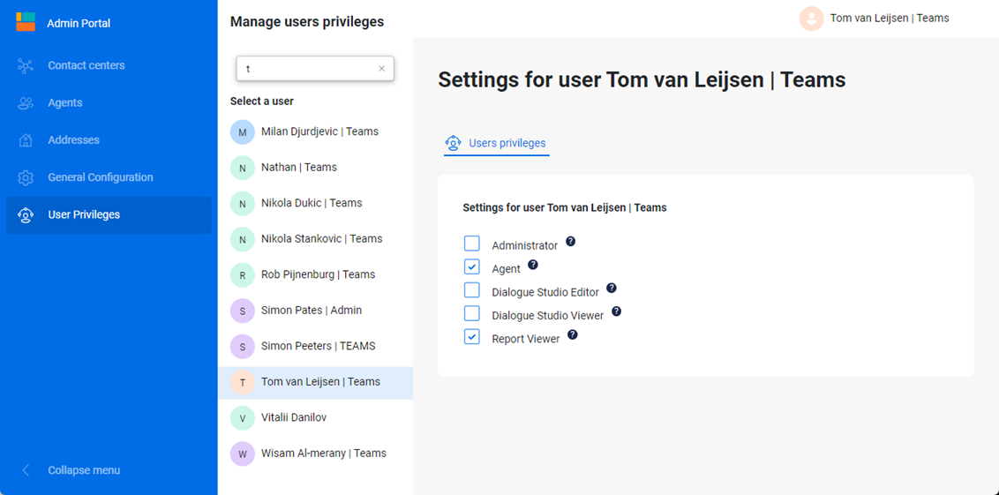 Admin Portal
Contact centers
Agents
Addresses
General Configuration
User Privileges
Collapse menu
Manage users privileges
t
Select a user
M Milan Djurdjevic | Teams
N Nathan | Teams
N Nikola Dukic | Teams
N Nikola Stankovic | Teams
R Rob Pijnenburg | Teams
S Simon Pates | Admin
S Simon Peeters | TEAMS
T Tom van Leijsen | Teams
V Vitalii Danilov
W Wisam Al-merany | Teams
Tom van Leijsen | Teams
Settings for user Tom van Leijsen | Teams
Users privileges
Settings for user Tom van Leijsen | Teams
Administrator ?
Agent ?
Dialogue Studio Editor ?
Dialogue Studio Viewer ?
Report Viewer ?